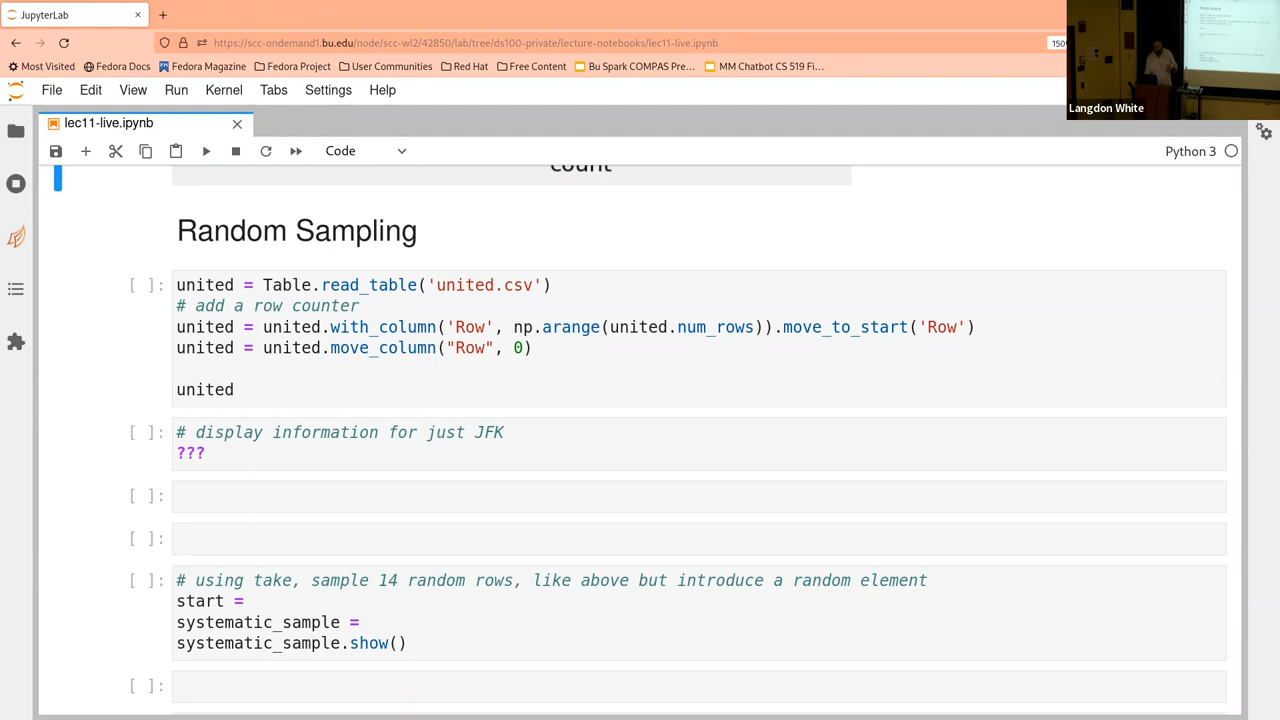 JupyterLab
https://scc-ondemand1.bu.edu/node/scc-wl2/42850/lab/tree/ds100-private/lecture-notebooks/lec11-live.ipynb
150%
Most Visited Fedora Docs Fedora Magazine Fedora Project User Communities Red Hat Free Content Bu Spark COMPAS Pre… MM Chatbot CS 519 Fi…
Langdon White
File Edit View Run Kernel Tabs Settings Help
lec11-live.ipynb
Code
Python 3
count
Random Sampling
[ ]: united = Table.read_table('united.csv')
# add a row counter
united = united.with_column('Row', np.arange(united.num_rows)).move_to_start('Row')
united = united.move_column("Row", 0)
united
[ ]: # display information for just JFK
???
[ ]:
[ ]:
[ ]: # using take, sample 14 random rows, like above but introduce a random element
start =
systematic_sample =
systematic_sample.show()
[ ]: